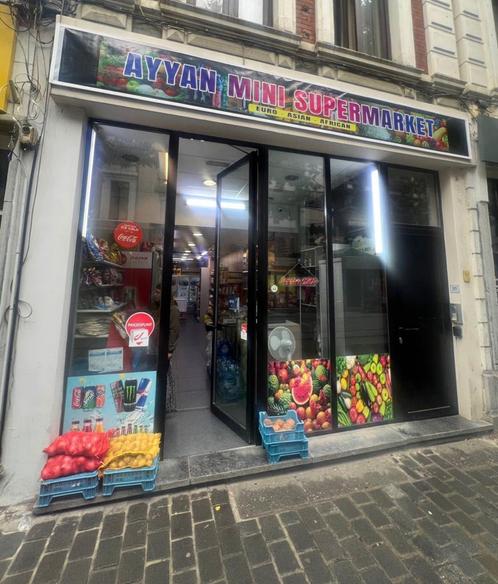 AYYAN MINI SUPERMARKET
EURO - ASIAN - AFRICAN
Coca-Cola